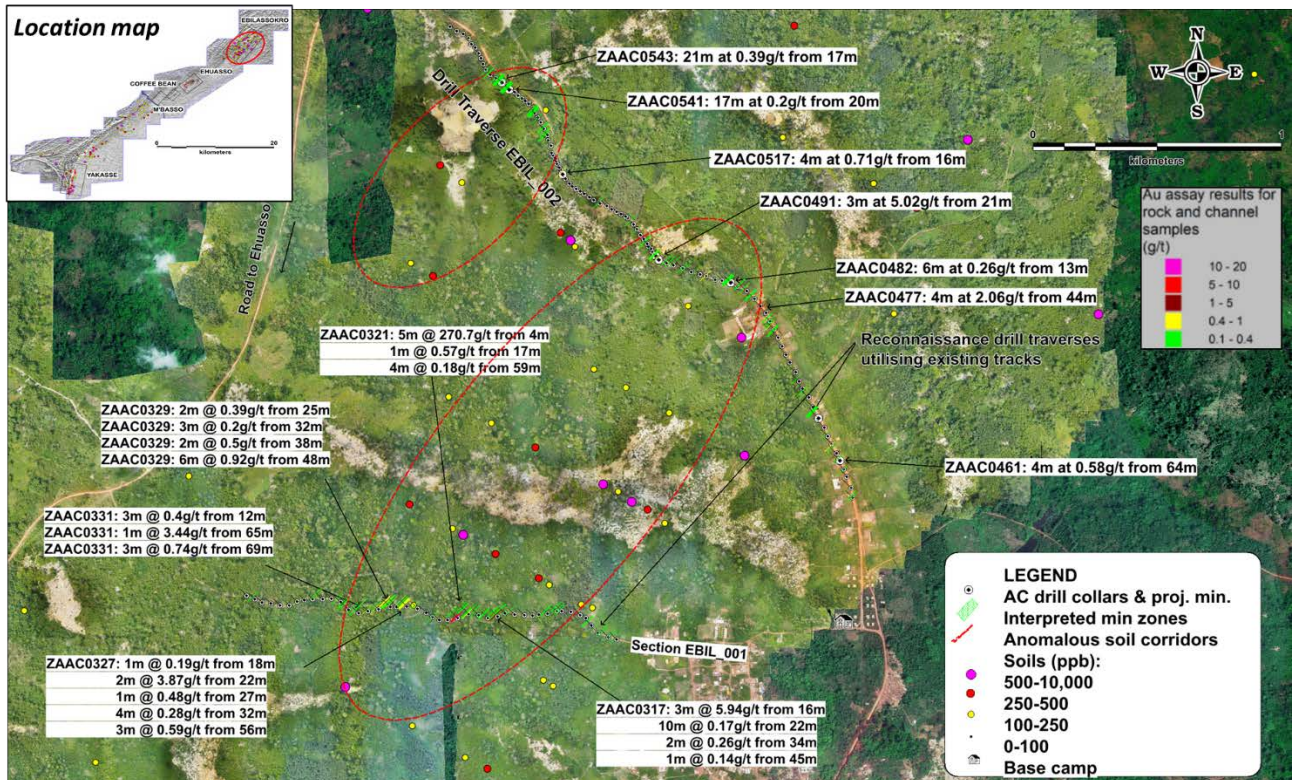 Location map
EBILASSOKRO
EHUASSO
COFFEE BEAN
M'BASSO
YAKASSE
0 20
kilometers
Road to Ehuasso
Drill Traverse EBIL_002
ZAAC0543: 21m at 0.39g/t from 17m
ZAAC0541: 17m at 0.2g/t from 20m
ZAAC0517: 4m at 0.71g/t from 16m
ZAAC0491: 3m at 5.02g/t from 21m
ZAAC0482: 6m at 0.26g/t from 13m
ZAAC0477: 4m at 2.06g/t from 44m
Reconnaissance drill traverses
utilising existing tracks
ZAAC0461: 4m at 0.58g/t from 64m
N
W E
S
0 1
kilometers
Au assay results for
rock and channel
samples
(g/t)
10 - 20
5 - 10
1 - 5
0.4 - 1
0.1 - 0.4
ZAAC0321: 5m @ 270.7g/t from 4m
1m @ 0.57g/t from 17m
4m @ 0.18g/t from 59m
ZAAC0329: 2m @ 0.39g/t from 25m
ZAAC0329: 3m @ 0.2g/t from 32m
ZAAC0329: 2m @ 0.5g/t from 38m
ZAAC0329: 6m @ 0.92g/t from 48m
ZAAC0331: 3m @ 0.4g/t from 12m
ZAAC0331: 1m @ 3.44g/t from 65m
ZAAC0331: 3m @ 0.74g/t from 69m
ZAAC0327: 1m @ 0.19g/t from 18m
2m @ 3.87g/t from 22m
1m @ 0.48g/t from 27m
4m @ 0.28g/t from 32m
3m @ 0.59g/t from 56m
Section EBIL_001
ZAAC0317: 3m @ 5.94g/t from 16m
10m @ 0.17g/t from 22m
2m @ 0.26g/t from 34m
1m @ 0.14g/t from 45m
LEGEND
AC drill collars & proj. min.
Interpreted min zones
Anomalous soil corridors
Soils (ppb):
500-10,000
250-500
100-250
0-100
Base camp